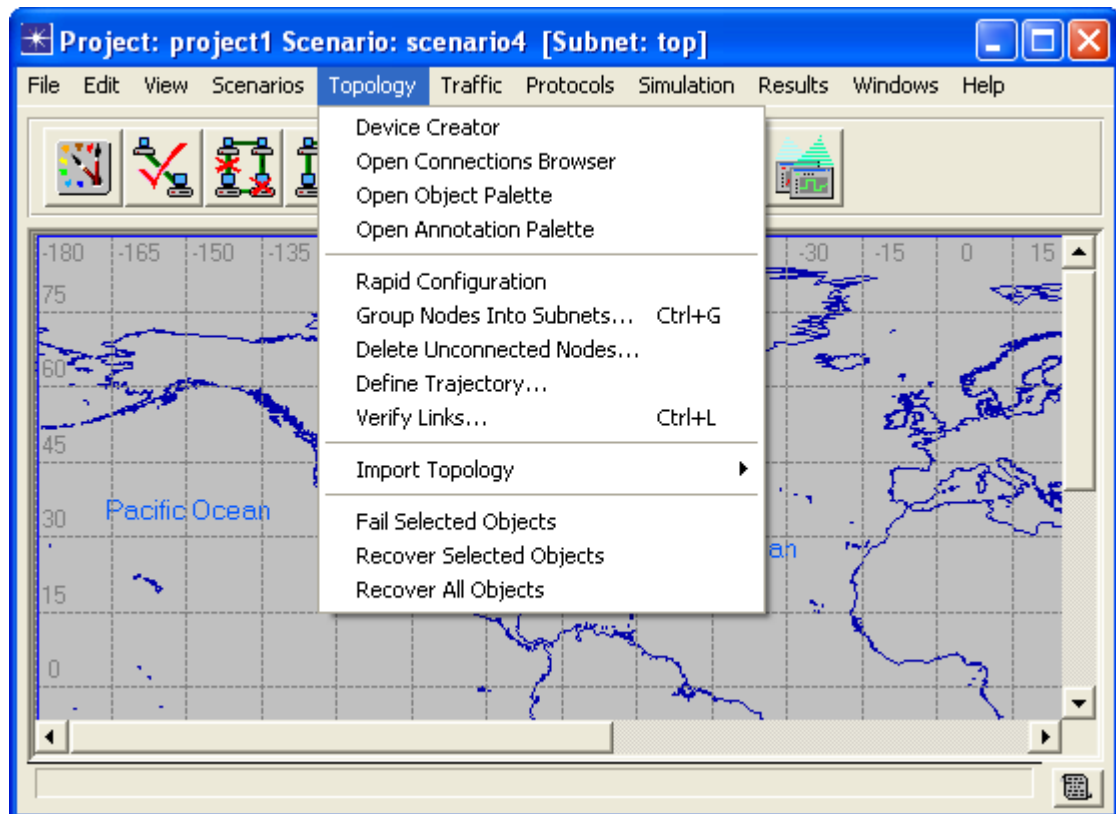 Project: project1 Scenario: scenario4 [Subnet: top]
File Edit View Scenarios Topology Traffic Protocols Simulation Results Windows Help
Device Creator
Open Connections Browser
Open Object Palette
Open Annotation Palette
Rapid Configuration
Group Nodes Into Subnets... Ctrl+G
Delete Unconnected Nodes...
Define Trajectory...
Verify Links... Ctrl+L
Import Topology
Fail Selected Objects
Recover Selected Objects
Recover All Objects
-180 -165 -150 -135 -30 -15 0 15
75
60
45
30
15
0
Pacific Ocean
an